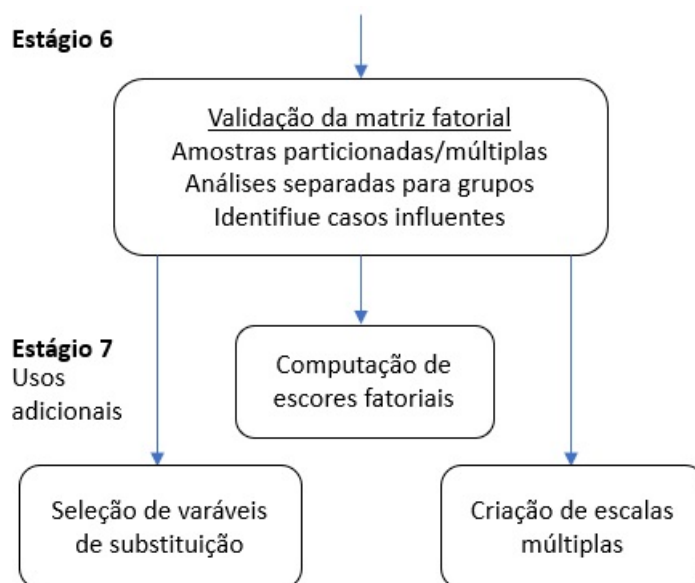 Estágio 6
Validação da matriz fatorial
Amostras particionadas/múltiplas
Análises separadas para grupos
Identifiue casos influentes
Estágio 7
Usos
adicionais
Computação de
escores fatoriais
Seleção de varáveis
de substituição
Criação de escalas
múltiplas